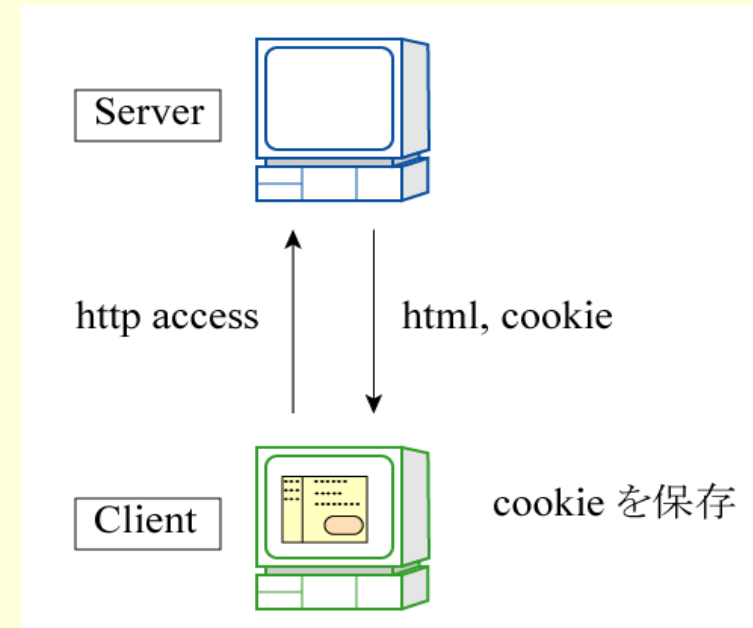 Server
http access
html, cookie
Client
cookie を保存